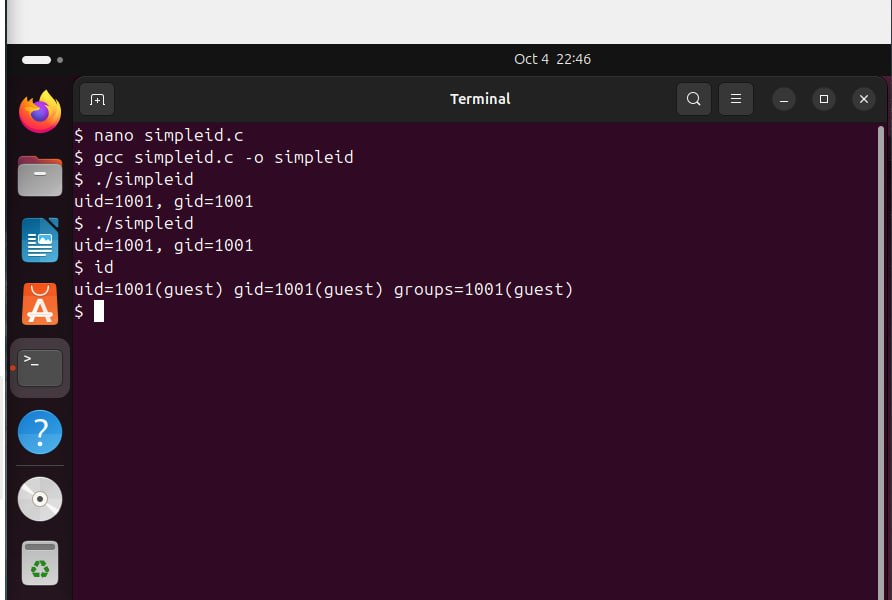 Oct 4 22:46
Terminal
$ nano simpleid.c
$ gcc simpleid.c -o simpleid
$ ./simpleid
uid=1001, gid=1001
$ ./simpleid
uid=1001, gid=1001
$ id
uid=1001(guest) gid=1001(guest) groups=1001(guest)
$